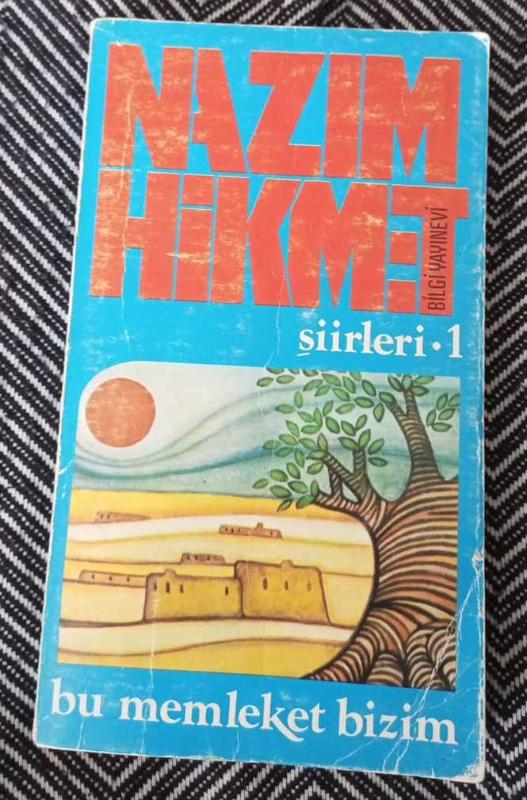 NAZIM
HİKMET
BİLGİ YAYINEVİ
şiirleri • 1
bu memleket bizim